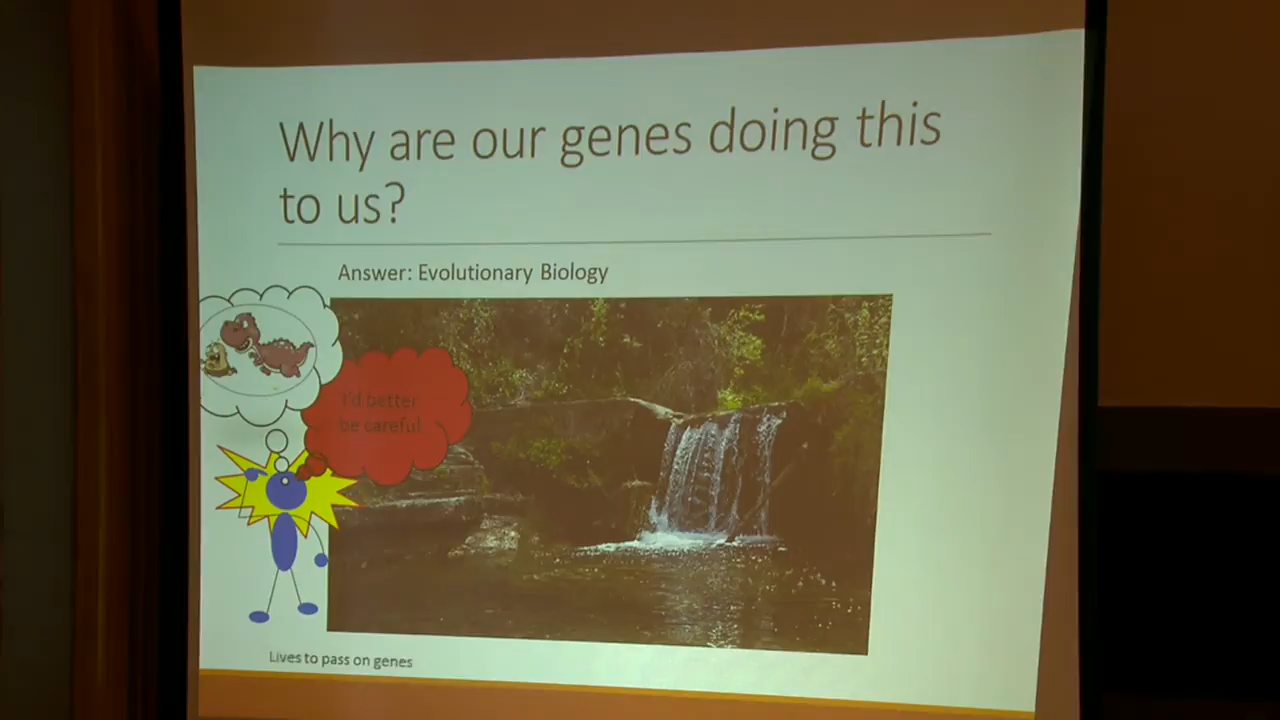 Why are our genes doing this
to us?
Answer: Evolutionary Biology
I'd better
be careful
Lives to pass on genes